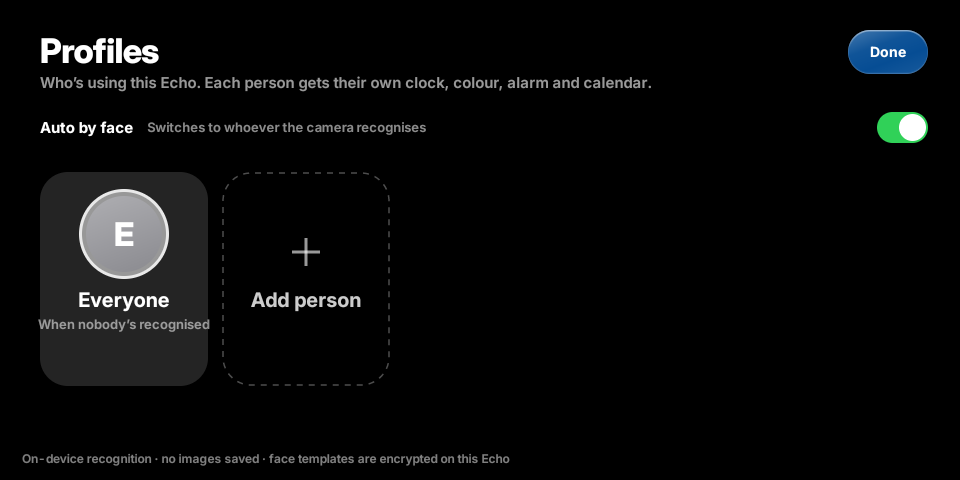 Profiles
Done
Who's using this Echo. Each person gets their own clock, colour, alarm and calendar.
Auto by face
Switches to whoever the camera recognises
E
Everyone
When nobody's recognised
Add person
On-device recognition · no images saved · face templates are encrypted on this Echo